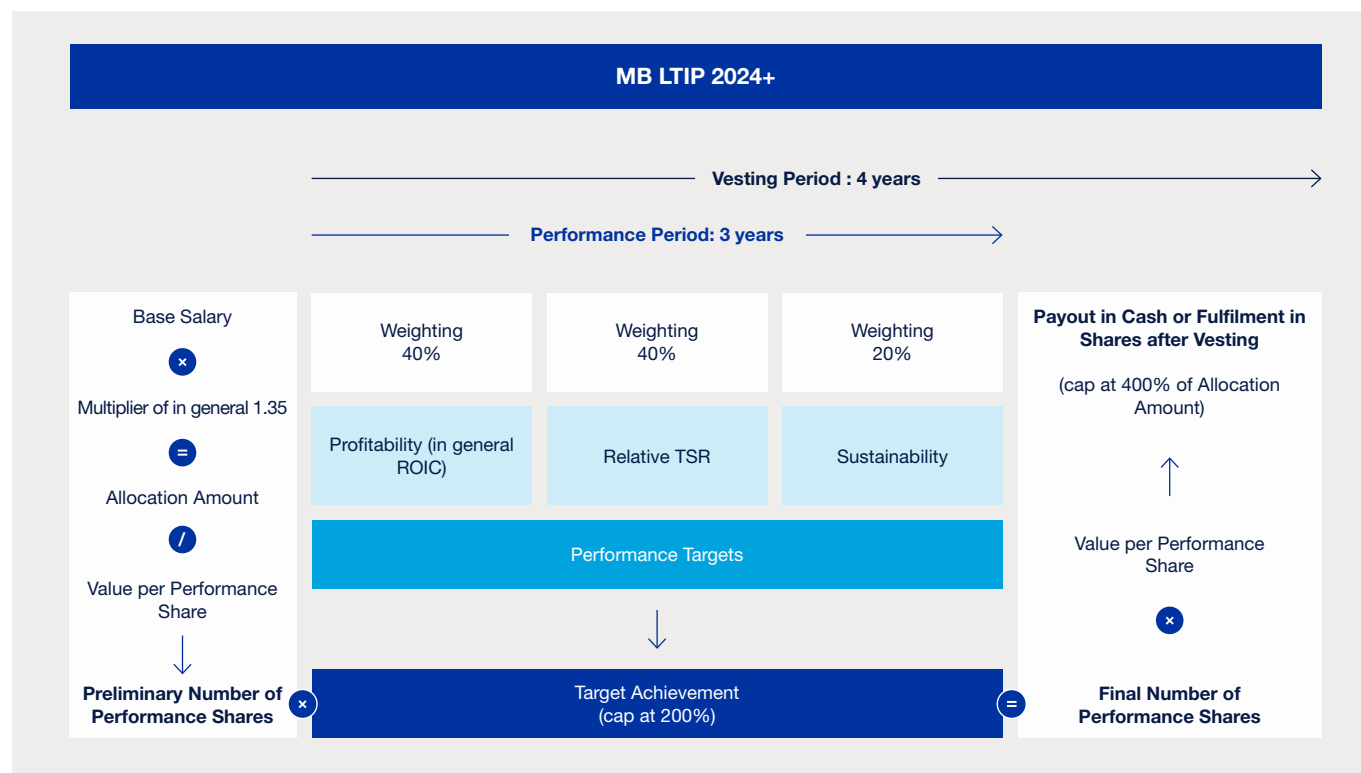 MB LTIP 2024+
Vesting Period : 4 years
Performance Period: 3 years
Base Salary
×
Multiplier of in general 1.35
=
Allocation Amount
/
Value per Performance
Share
Preliminary Number of
Performance Shares
×
Weighting
40%
Weighting
40%
Weighting
20%
Profitability (in general
ROIC)
Relative TSR
Sustainability
Performance Targets
Target Achievement
(cap at 200%)
=
Payout in Cash or Fulfilment in
Shares after Vesting
(cap at 400% of Allocation
Amount)
Value per Performance
Share
×
Final Number of
Performance Shares